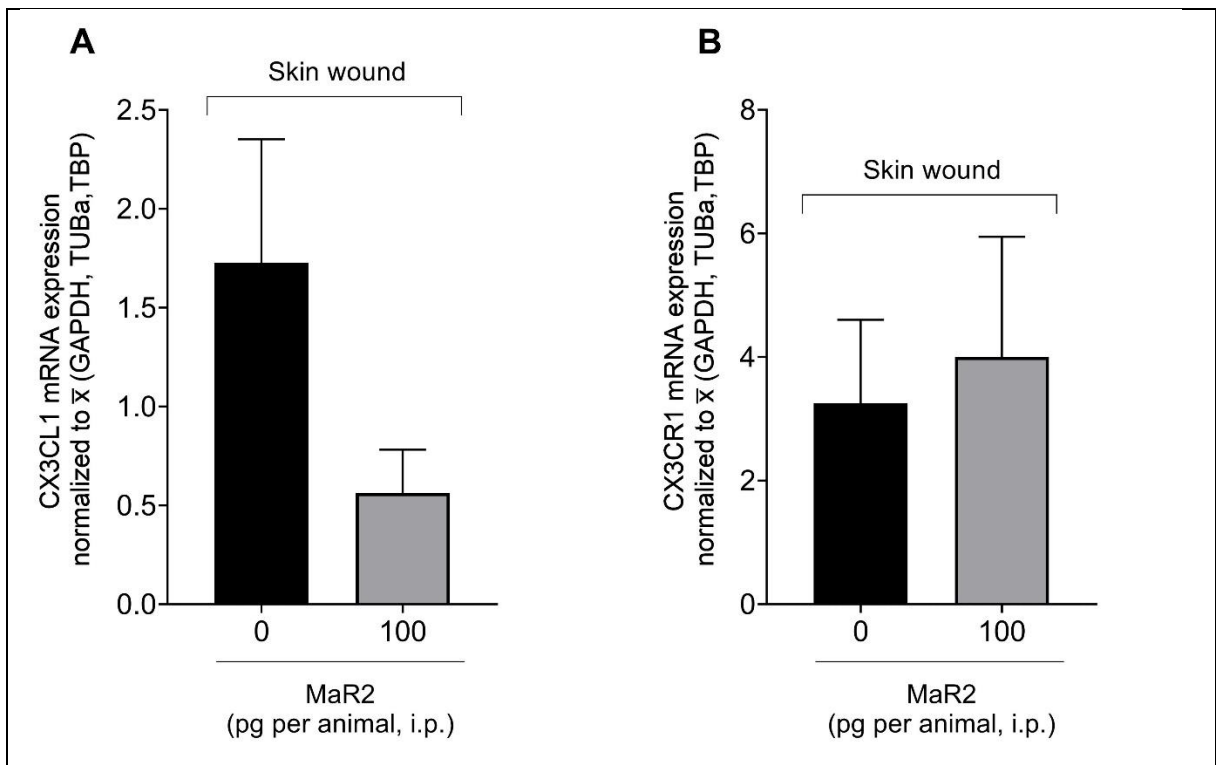 A
Skin wound
CX3CL1 mRNA expression
normalized to x̅ (GAPDH, TUBa,TBP)
2.5
2.0
1.5
1.0
0.5
0.0
0
100
MaR2
(pg per animal, i.p.)
B
Skin wound
CX3CR1 mRNA expression
normalized to x̅ (GAPDH, TUBa,TBP)
8
6
4
2
0
0
100
MaR2
(pg per animal, i.p.)